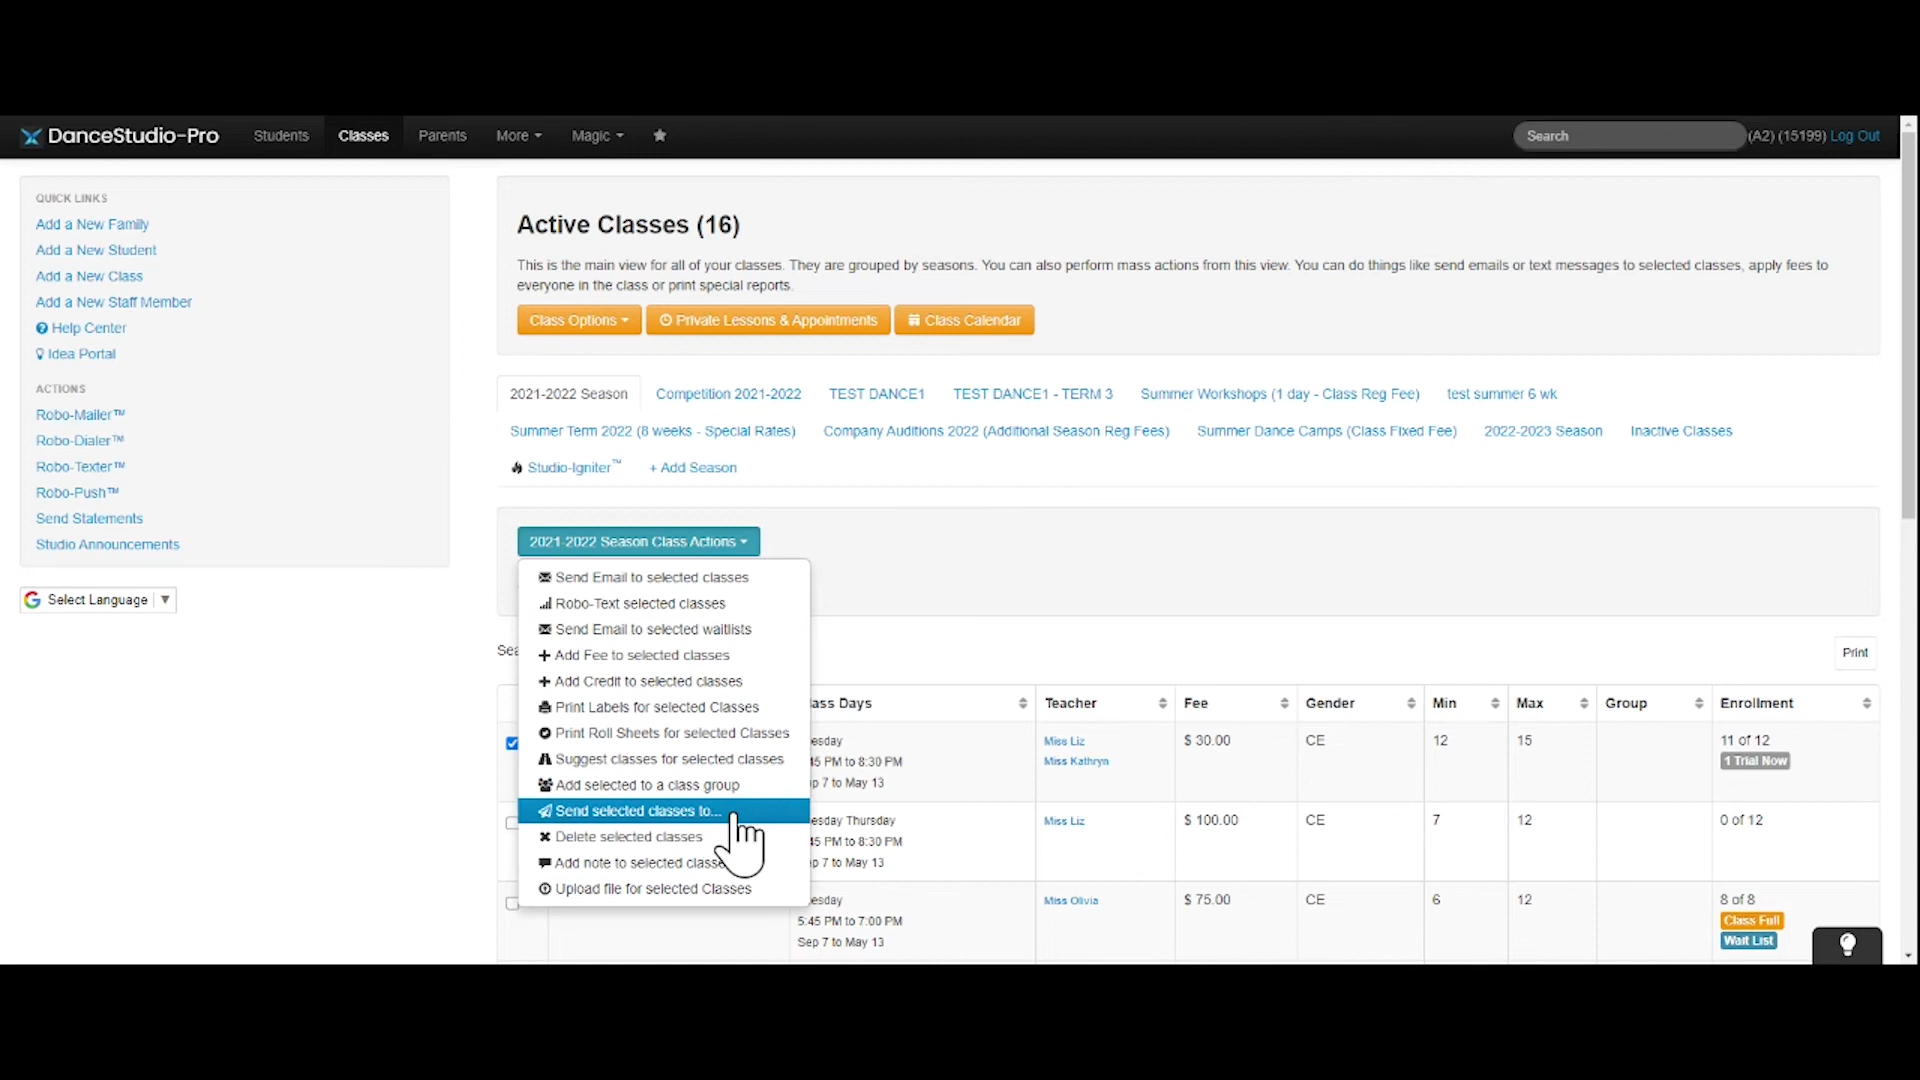 DanceStudio-Pro Students Classes Parents More Magic Search (A2) (15199) Log Out
QUICK LINKS
Add a New Family
Add a New Student
Add a New Class
Add a New Staff Member
Help Center
Idea Portal
ACTIONS
Robo-Mailer™
Robo-Dialer™
Robo-Texter™
Robo-Push™
Send Statements
Studio Announcements
Select Language
Active Classes (16)
This is the main view for all of your classes. They are grouped by seasons. You can also perform mass actions from this view. You can do things like send emails or text messages to selected classes, apply fees to
everyone in the class or print special reports.
Class Options Private Lessons & Appointments Class Calendar
2021-2022 Season Competition 2021-2022 TEST DANCE1 TEST DANCE1 - TERM 3 Summer Workshops (1 day - Class Reg Fee) test summer 6 wk
Summer Term 2022 (8 weeks - Special Rates) Company Auditions 2022 (Additional Season Reg Fees) Summer Dance Camps (Class Fixed Fee) 2022-2023 Season Inactive Classes
Studio-Igniter™ + Add Season
2021-2022 Season Class Actions
Send Email to selected classes
Robo-Text selected classes
Send Email to selected waitlists
Add Fee to selected classes
Add Credit to selected classes
Print Labels for selected Classes
Print Roll Sheets for selected Classes
Suggest classes for selected classes
Add selected to a class group
Send selected classes to...
Delete selected classes
Add note to selected classe
Upload file for selected Classes
Print
ass Days Teacher Fee Gender Min Max Group Enrollment
esday Miss Liz $ 30.00 CE 12 15 11 of 12
45 PM to 8:30 PM Miss Kathryn 1 Trial Now
p 7 to May 13
esday Thursday Miss Liz $ 100.00 CE 7 12 0 of 12
45 PM to 8:30 PM
p 7 to May 13
esday Miss Olivia $ 75.00 CE 6 12 8 of 8
5:45 PM to 7:00 PM Class Full
Sep 7 to May 13 Wait List